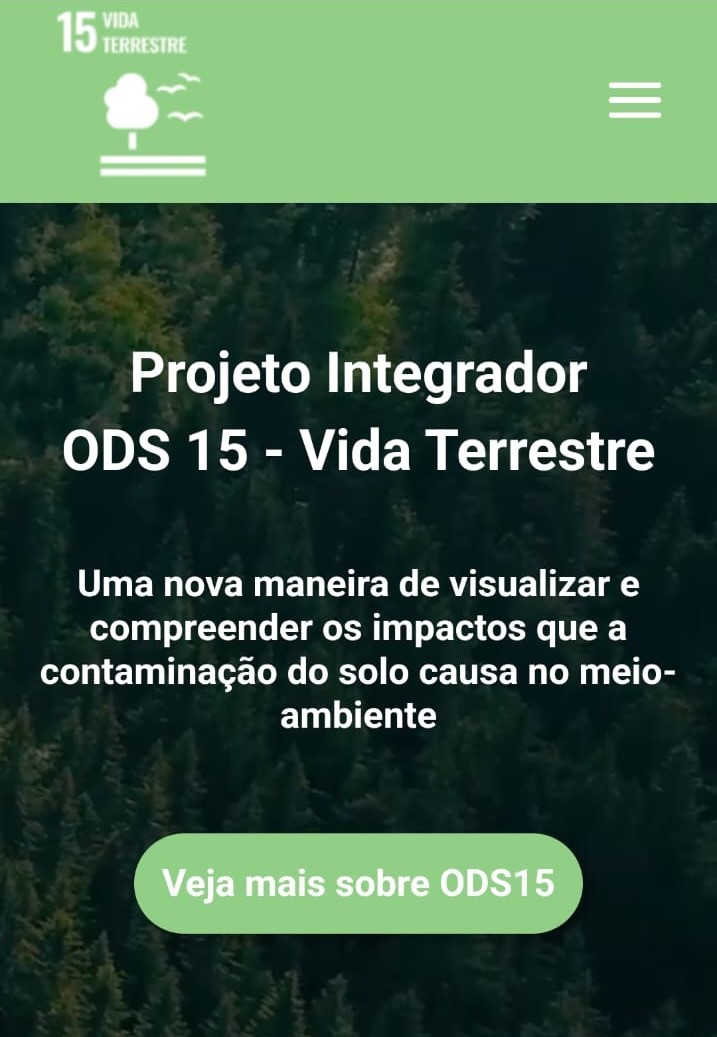 15 VIDA
TERRESTRE
Projeto Integrador
ODS 15 - Vida Terrestre
Uma nova maneira de visualizar e
compreender os impactos que a
contaminação do solo causa no meio-
ambiente
Veja mais sobre ODS15